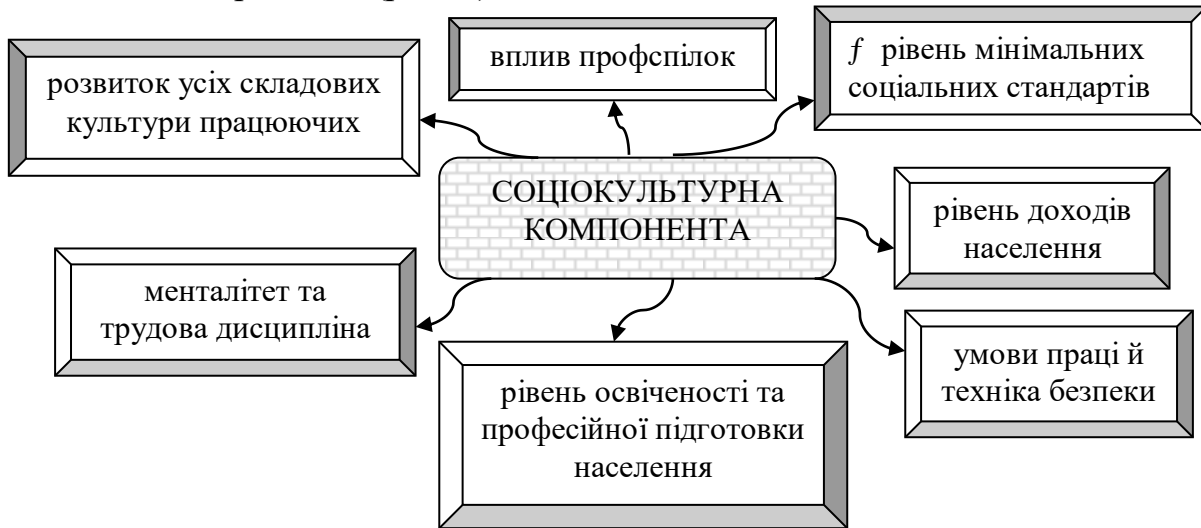 розвиток усіх складових
культури працюючих
вплив профспілок
f рівень мінімальних
соціальних стандартів
СОЦІОКУЛЬТУРНА
КОМПОНЕНТА
рівень доходів
населення
менталітет та
трудова дисципліна
рівень освіченості та
професійної підготовки
населення
умови праці й
техніка безпеки